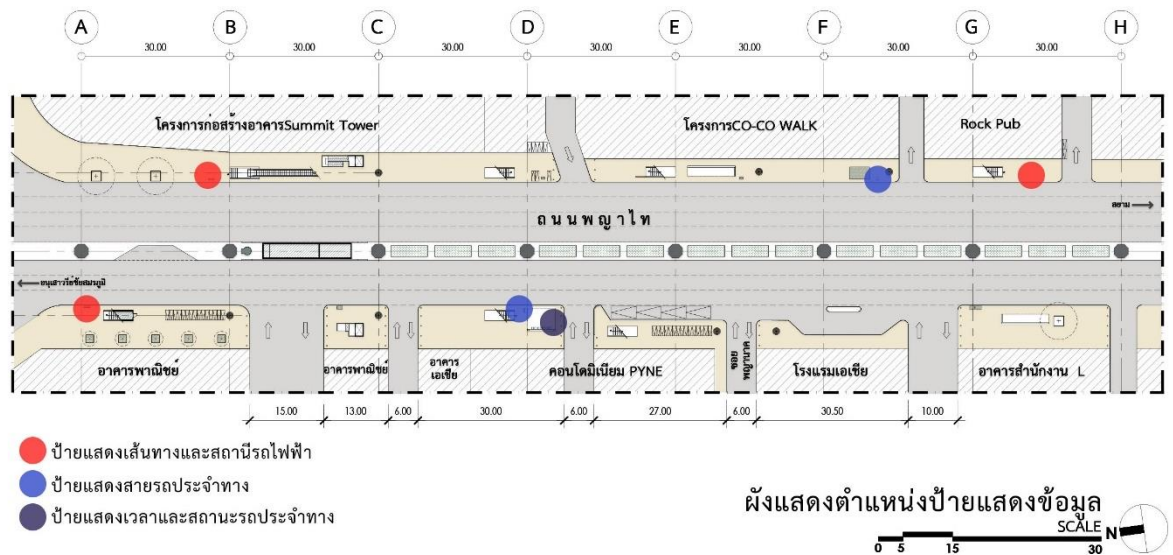 A B C D E F G H
30.00 30.00 30.00 30.00 30.00 30.00 30.00
โครงการก่อสร้างอาคารSummit Tower
โครงการCO-CO WALK
Rock Pub
สยาม
ถนนพญาไท
อนุสาวรีย์ชัยสมรภูมิ
อาคารพาณิชย์
อาคารพาณิชย์
อาคาร
เอเชีย
คอนโดมิเนียม PYNE
ซอย
พญานาค
โรงแรมเอเชีย
อาคารสำนักงาน L
15.00 13.00 6.00 30.00 6.00 27.00 6.00 30.50 10.00
ป้ายแสดงเส้นทางและสถานีรถไฟฟ้า
ป้ายแสดงสายรถประจำทาง
ป้ายแสดงเวลาและสถานะรถประจำทาง
ผังแสดงตำแหน่งป้ายแสดงข้อมูล
SCALE
0 5 15 30
N